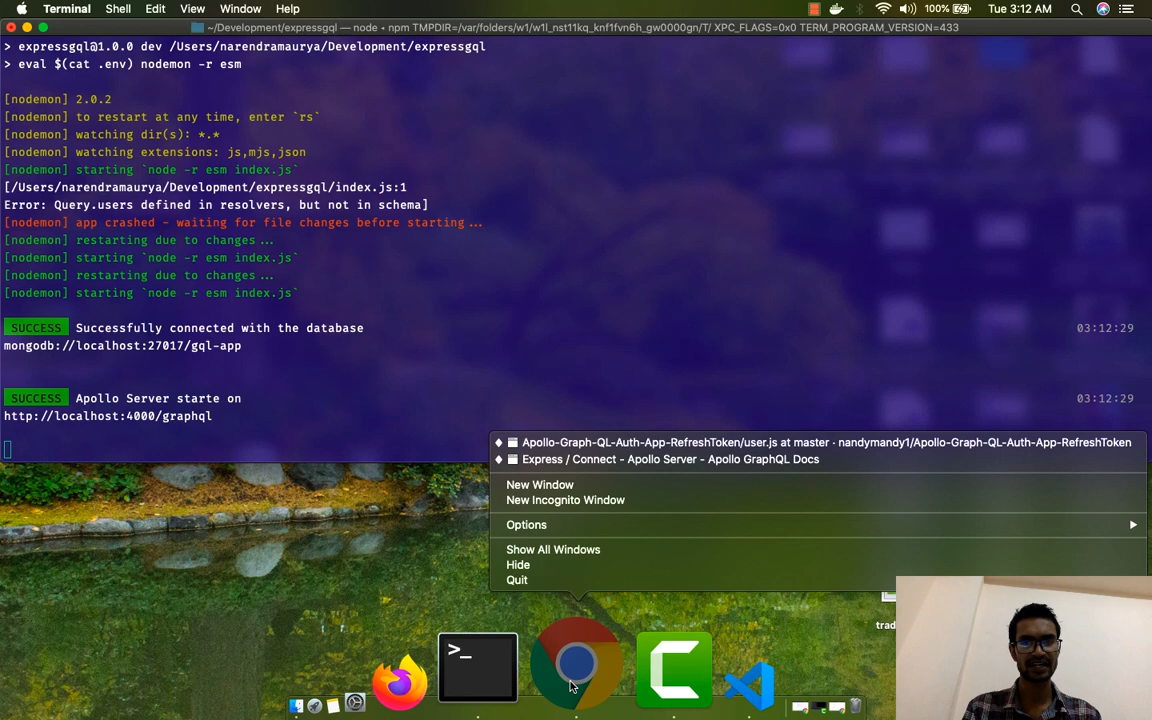 Terminal Shell Edit View Window Help 100% Tue 3:12 AM
~/Development/expressgql — node • npm TMPDIR=/var/folders/w1/w1l_nst11kq_knf1fvn6h_gw0000gn/T/ XPC_FLAGS=0x0 TERM_PROGRAM_VERSION=433
> expressgql@1.0.0 dev /Users/narendramaurya/Development/expressgql
> eval $(cat .env) nodemon -r esm
[nodemon] 2.0.2
[nodemon] to restart at any time, enter `rs`
[nodemon] watching dir(s): *.*
[nodemon] watching extensions: js,mjs,json
[nodemon] starting `node -r esm index.js`
[/Users/narendramaurya/Development/expressgql/index.js:1
Error: Query.users defined in resolvers, but not in schema]
[nodemon] app crashed - waiting for file changes before starting...
[nodemon] restarting due to changes...
[nodemon] starting `node -r esm index.js`
[nodemon] restarting due to changes...
[nodemon] starting `node -r esm index.js`
SUCCESS Successfully connected with the database 03:12:29
mongodb://localhost:27017/gql-app
SUCCESS Apollo Server starte on 03:12:29
http://localhost:4000/graphql
Apollo-Graph-QL-Auth-App-RefreshToken/user.js at master · nandymandy1/Apollo-Graph-QL-Auth-App-RefreshToken
Express / Connect - Apollo Server - Apollo GraphQL Docs
New Window
New Incognito Window
Options
Show All Windows
Hide
Quit
trad
>_